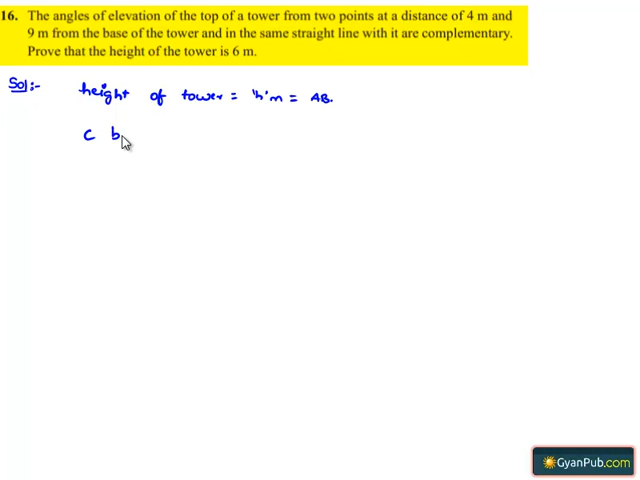 16. The angles of elevation of the top of a tower from two points at a distance of 4 m and
9 m from the base of the tower and in the same straight line with it are complementary.
Prove that the height of the tower is 6 m.
Sol:- height of tower = 'h' m = AB.
C b
GyanPub.com